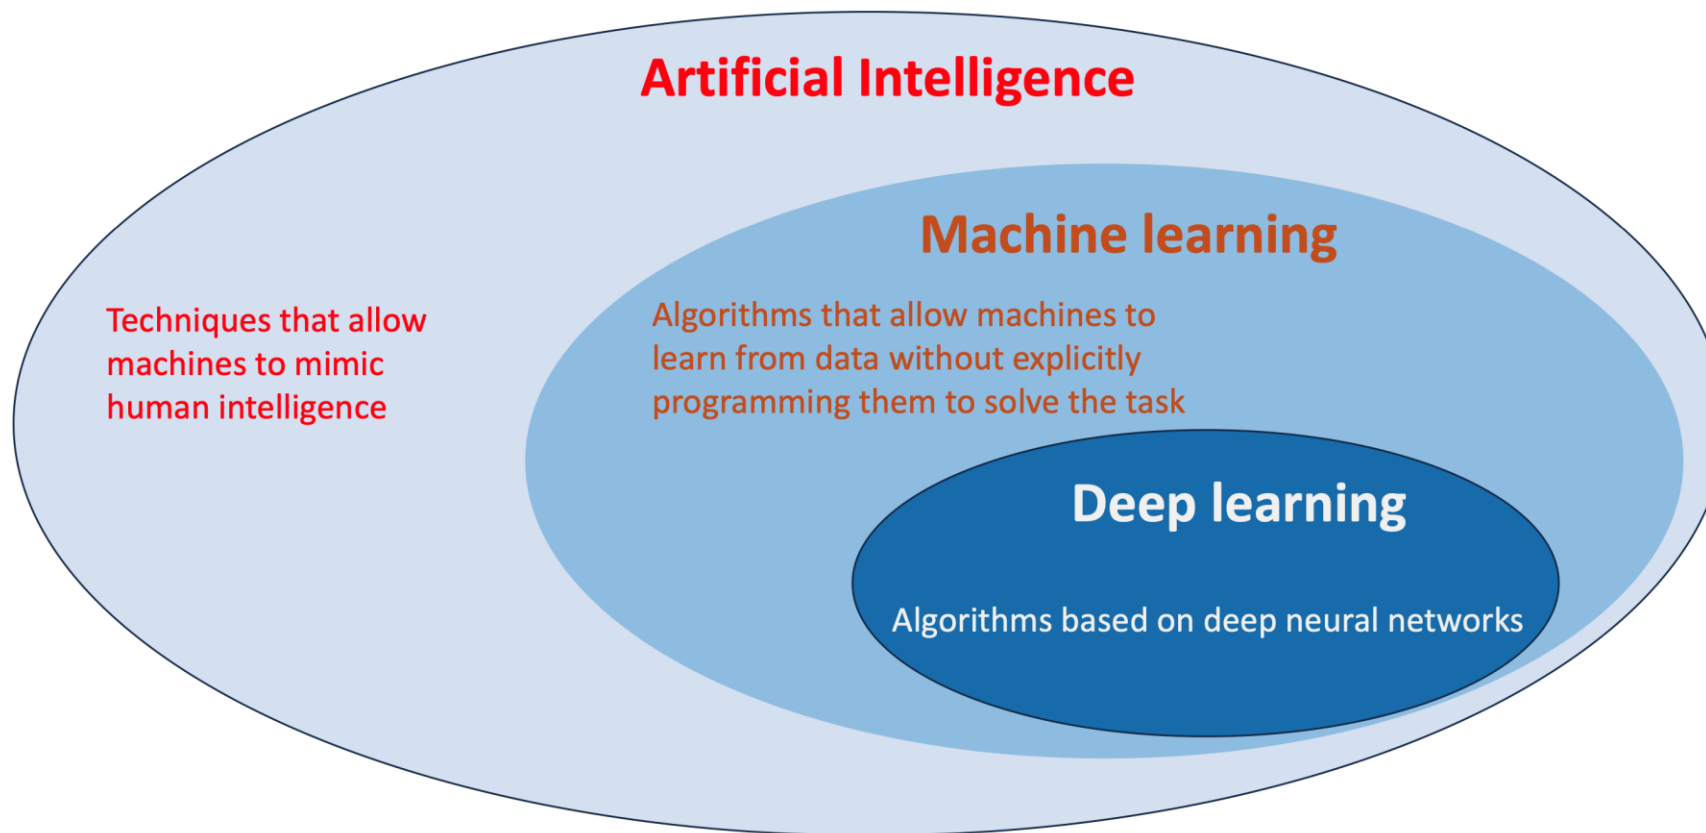 Artificial Intelligence
Machine learning
Techniques that allow
machines to mimic
human intelligence
Algorithms that allow machines to
learn from data without explicitly
programming them to solve the task
Deep learning
Algorithms based on deep neural networks